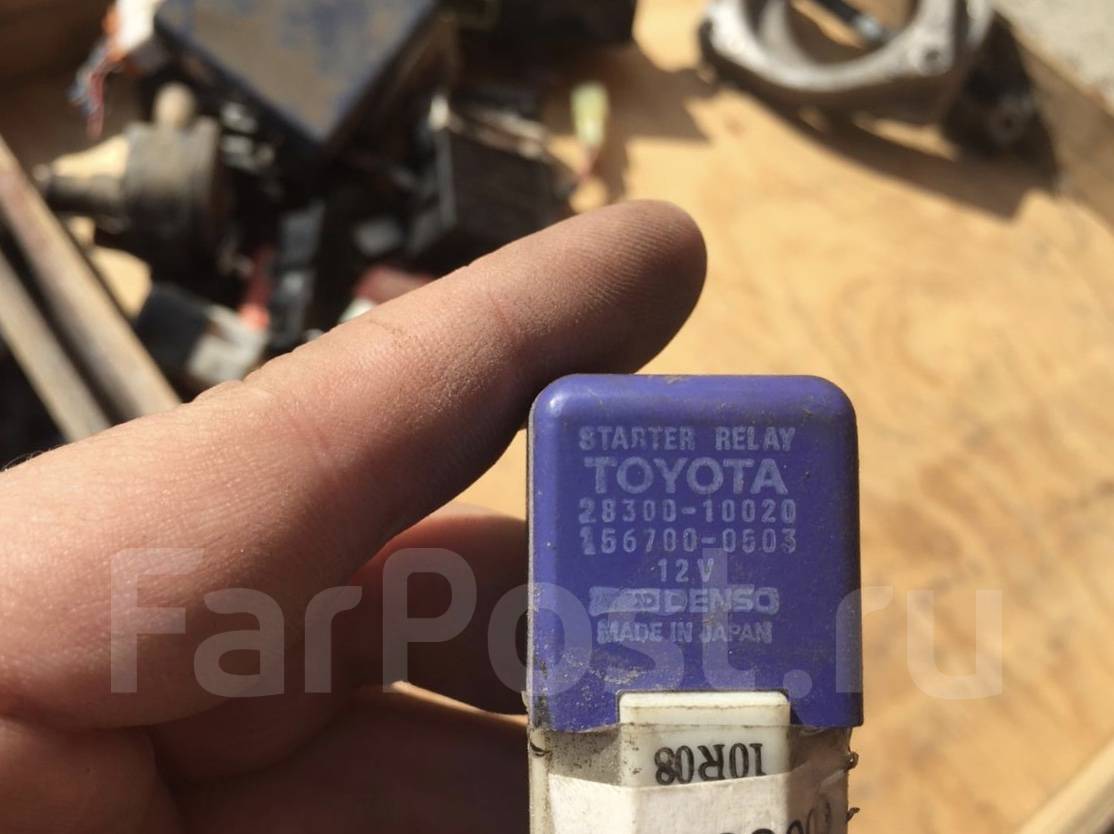 STARTER RELAY
TOYOTA
28300-10020
156700-0503
12V
DENSO
MADE IN JAPAN
FarPost.ru
10R08